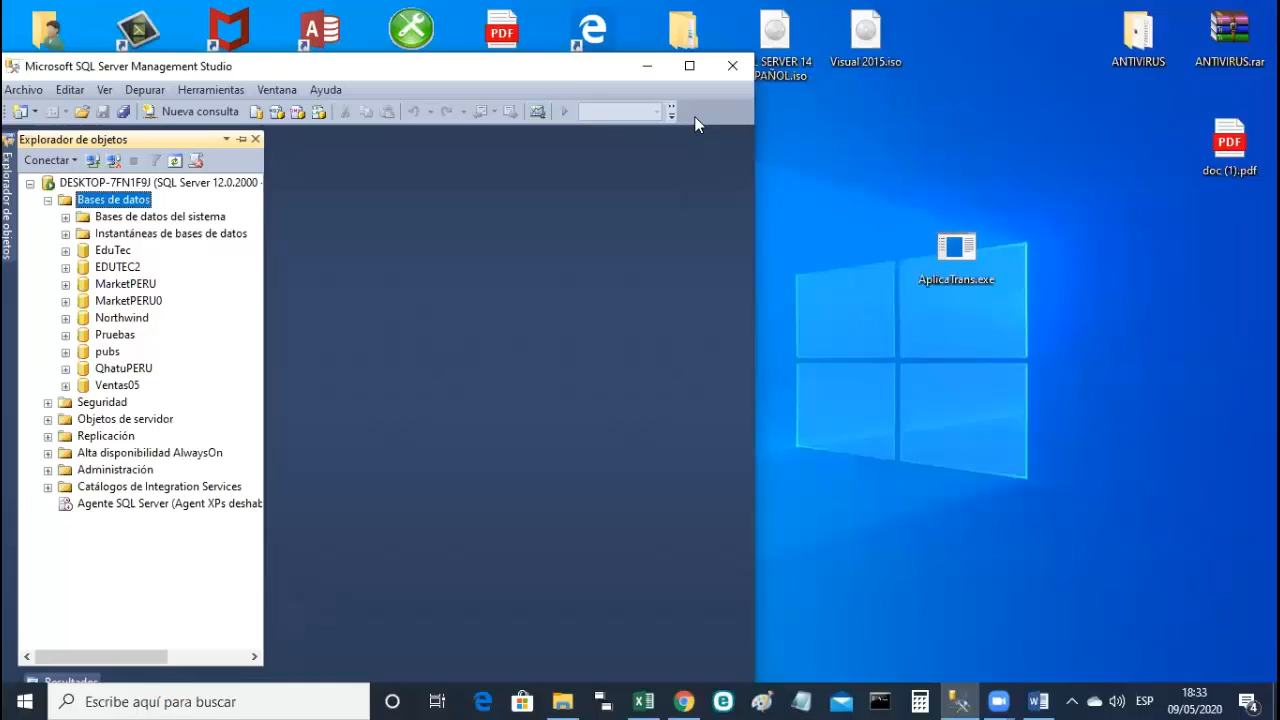 PDF
L SERVER 14
PAÑOL.iso
Visual 2015.iso
ANTIVIRUS
ANTIVIRUS.rar
Microsoft SQL Server Management Studio
Archivo Editar Ver Depurar Herramientas Ventana Ayuda
Nueva consulta
Explorador de objetos
Explorador de objetos
Conectar
DESKTOP-7FN1F9J (SQL Server 12.0.2000 -
Bases de datos
Bases de datos del sistema
Instantáneas de bases de datos
EduTec
EDUTEC2
MarketPERU
MarketPERU0
Northwind
Pruebas
pubs
QhatuPERU
Ventas05
Seguridad
Objetos de servidor
Replicación
Alta disponibilidad AlwaysOn
Administración
Catálogos de Integration Services
Agente SQL Server (Agent XPs deshab
Resultados
PDF
doc (1).pdf
AplicaTrans.exe
Escribe aquí para buscar
ESP
18:33
09/05/2020
4